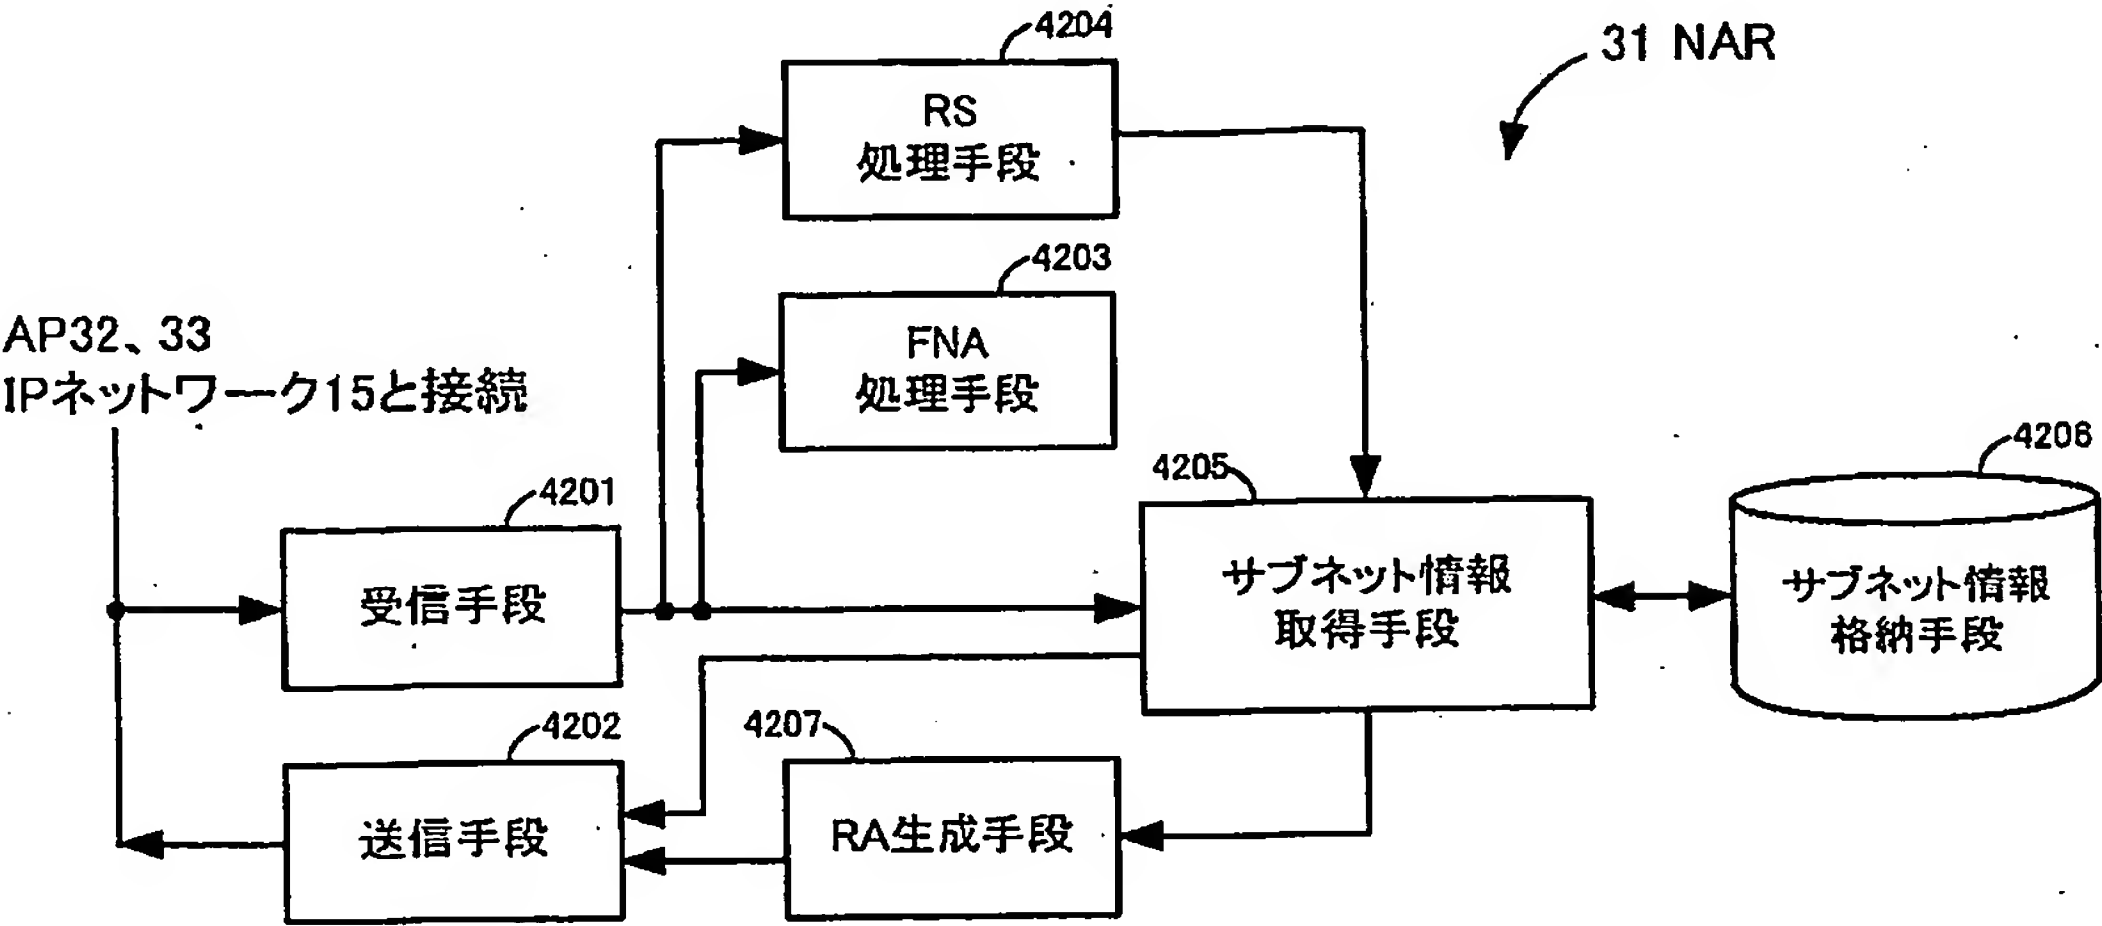 4204
31 NAR
RS
処理手段
4203
FNA
処理手段
AP32、33
IPネットワーク15と接続
4201
受信手段
4205
サブネット情報
取得手段
4206
サブネット情報
格納手段
4202
送信手段
4207
RA生成手段